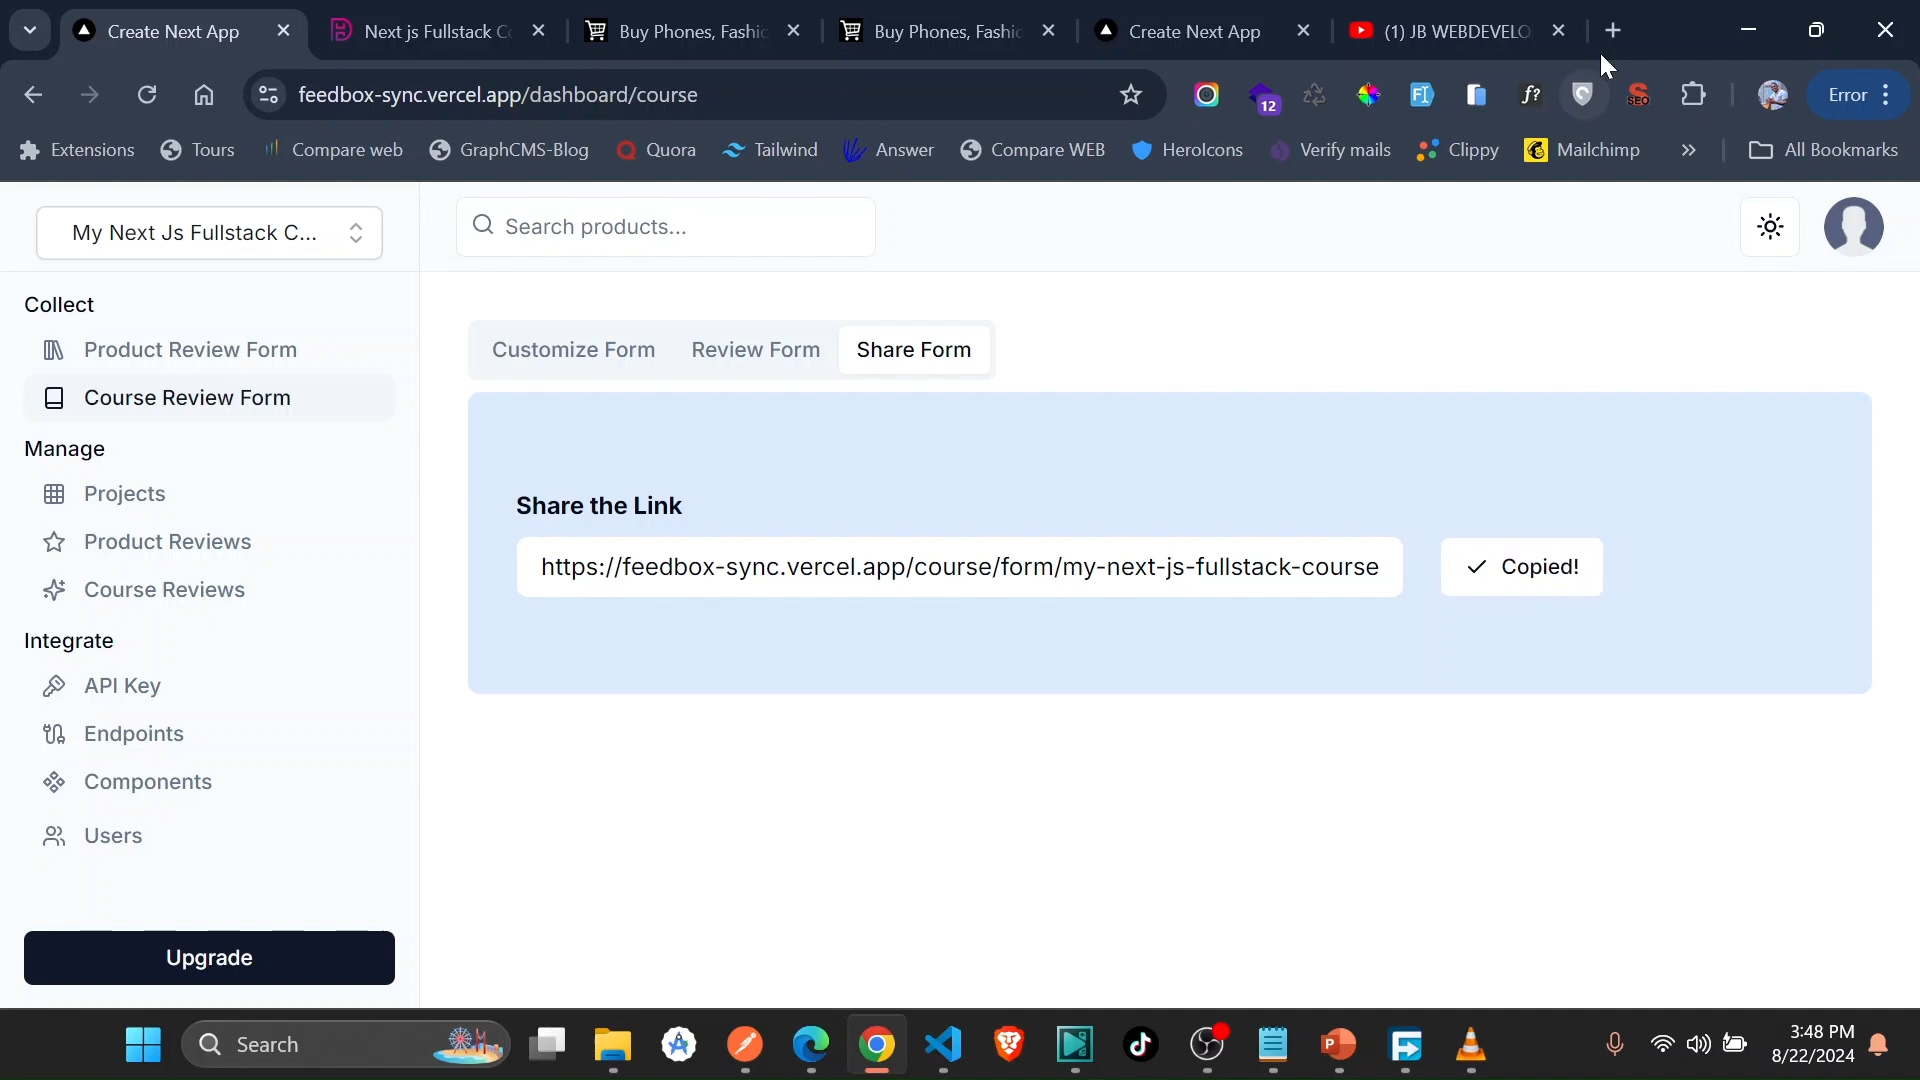 Create Next App
Next js Fullstack C
Buy Phones, Fashic
Buy Phones, Fashic
Create Next App
(1) JB WEBDEVELO
feedbox-sync.vercel.app/dashboard/course
12
FI
f?
SEO
Error
Extensions
Tours
Compare web
GraphCMS-Blog
Quora
Tailwind
Answer
Compare WEB
HeroIcons
Verify mails
Clippy
Mailchimp
»
All Bookmarks
My Next Js Fullstack C...
Search products...
Collect
Product Review Form
Course Review Form
Manage
Projects
Product Reviews
Course Reviews
Integrate
API Key
Endpoints
Components
Users
Upgrade
Customize Form
Review Form
Share Form
Share the Link
https://feedbox-sync.vercel.app/course/form/my-next-js-fullstack-course
Copied!
Search
3:48 PM
8/22/2024